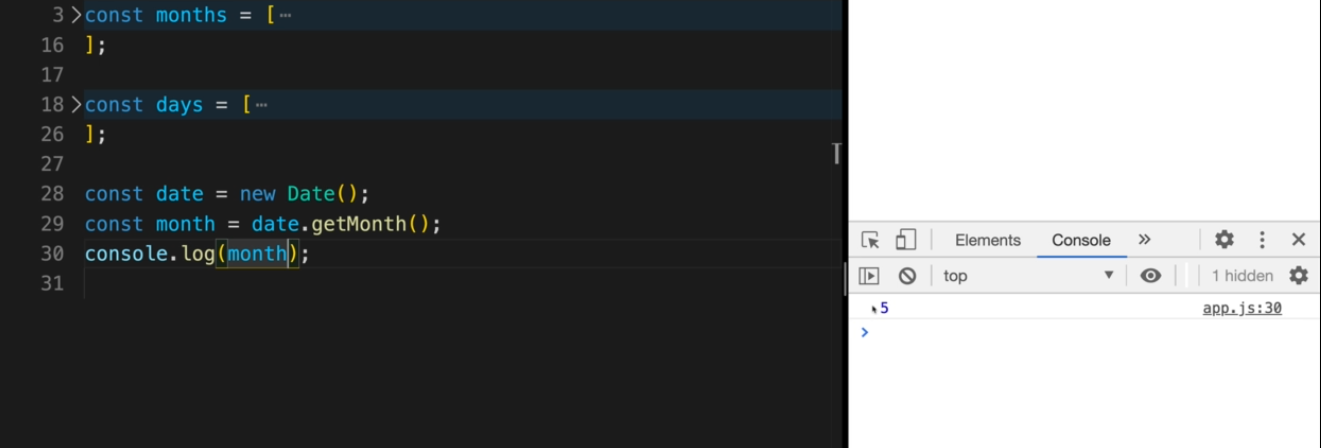 3 >const months = [ ⋯
16 ];
17
18 >const days = [ ⋯
26 ];
27
28 const date = new Date();
29 const month = date.getMonth();
30 console.log(month);
31
Elements Console »
top ▼ 1 hidden
5 app.js:30
>